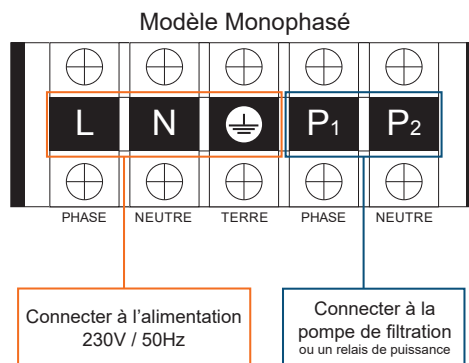 Modèle Monophasé
L N P1 P2
PHASE NEUTRE TERRE PHASE NEUTRE
Connecter à l'alimentation
230V / 50Hz
Connecter à la
pompe de filtration
ou un relais de puissance